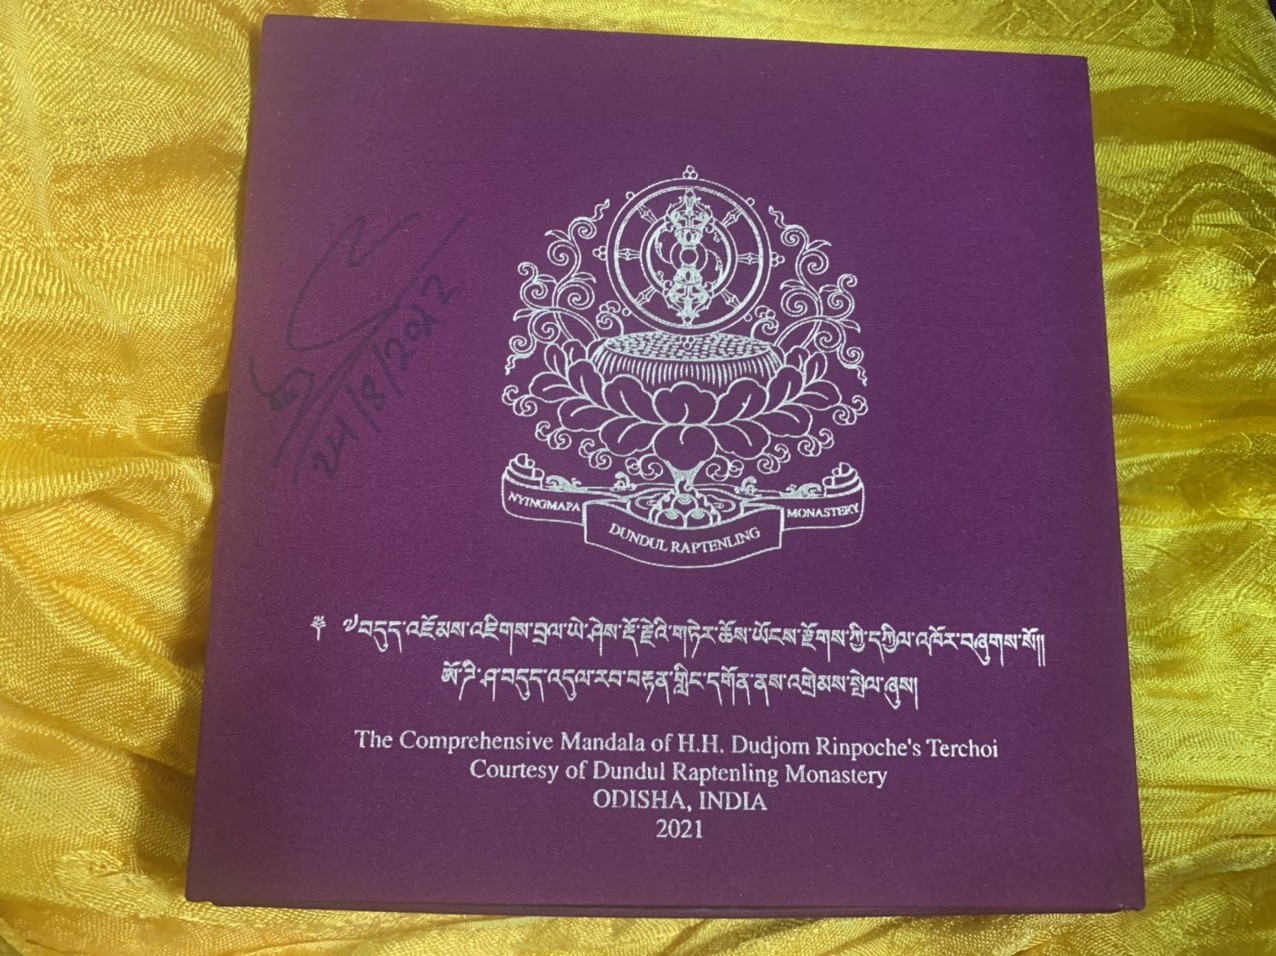 24/8/2022
NYINGMAPA
DUNDUL RAPTENLING
MONASTERY
༈ ༧བདུད་འཇོམས་འཇིགས་བྲལ་ཡེ་ཤེས་རྡོ་རྗེའི་གཏེར་ཆོས་ཡོངས་རྫོགས་ཀྱི་དཀྱིལ་འཁོར་བཞུགས་སོ།།
ཨོ་ཌི་ཤ་བདུད་འདུལ་རབ་བརྟན་གླིང་དགོན་ནས་འགྲེམས་སྤེལ་ཞུས།
The Comprehensive Mandala of H.H. Dudjom Rinpoche's Terchoi
Courtesy of Dundul Raptenling Monastery
ODISHA, INDIA
2021